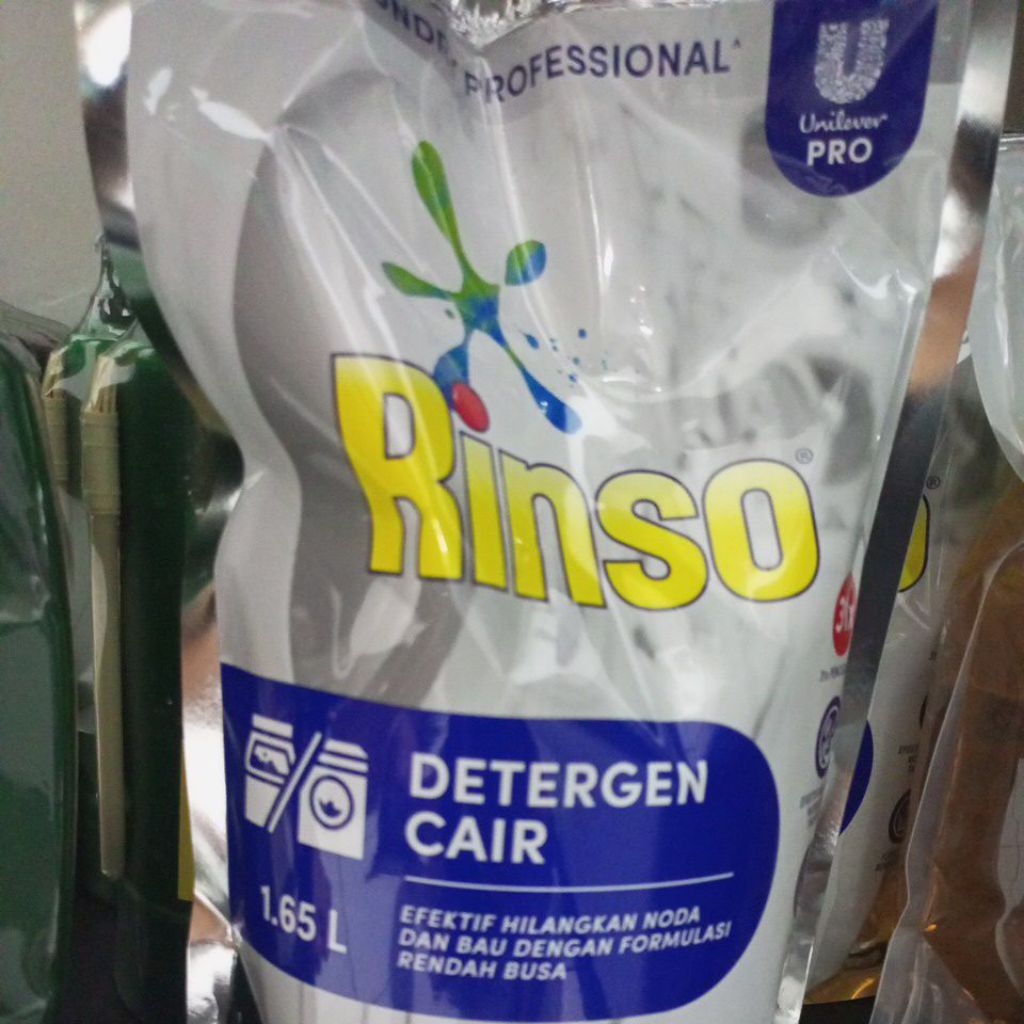 PROFESSIONAL^
Unilever
PRO
Rinso®
DETERGEN
CAIR
1.65 L
EFEKTIF HILANGKAN NODA
DAN BAU DENGAN FORMULASI
RENDAH BUSA